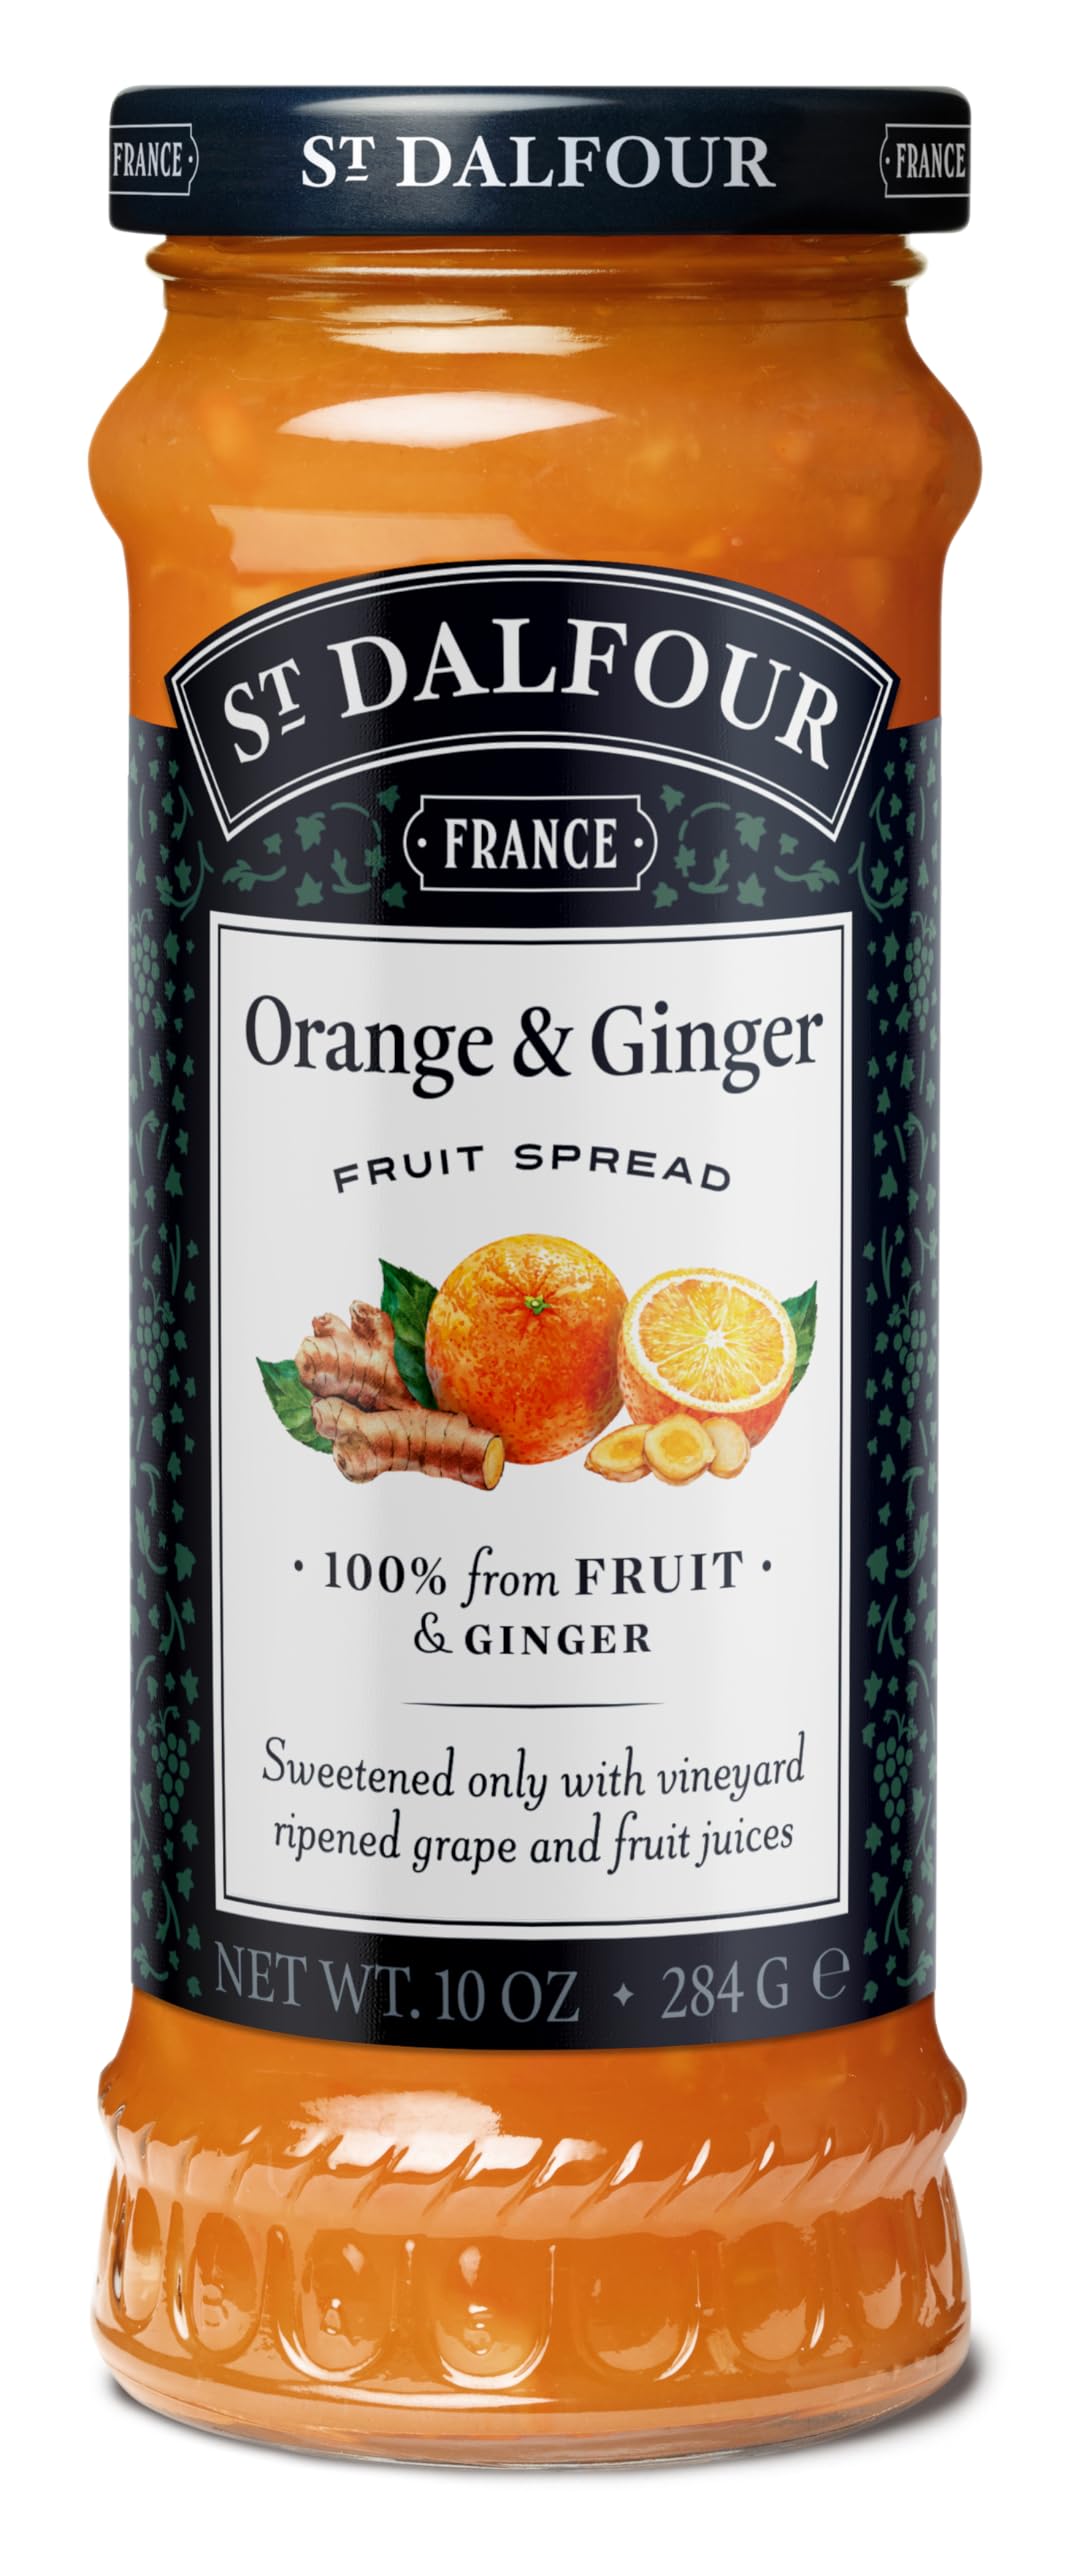 FRANCE · ST DALFOUR · FRANCE
ST DALFOUR
· FRANCE ·
Orange & Ginger
FRUIT SPREAD
· 100% from FRUIT ·
& GINGER
Sweetened only with vineyard
ripened grape and fruit juices
NET WT. 10 OZ ✦ 284 G ℮